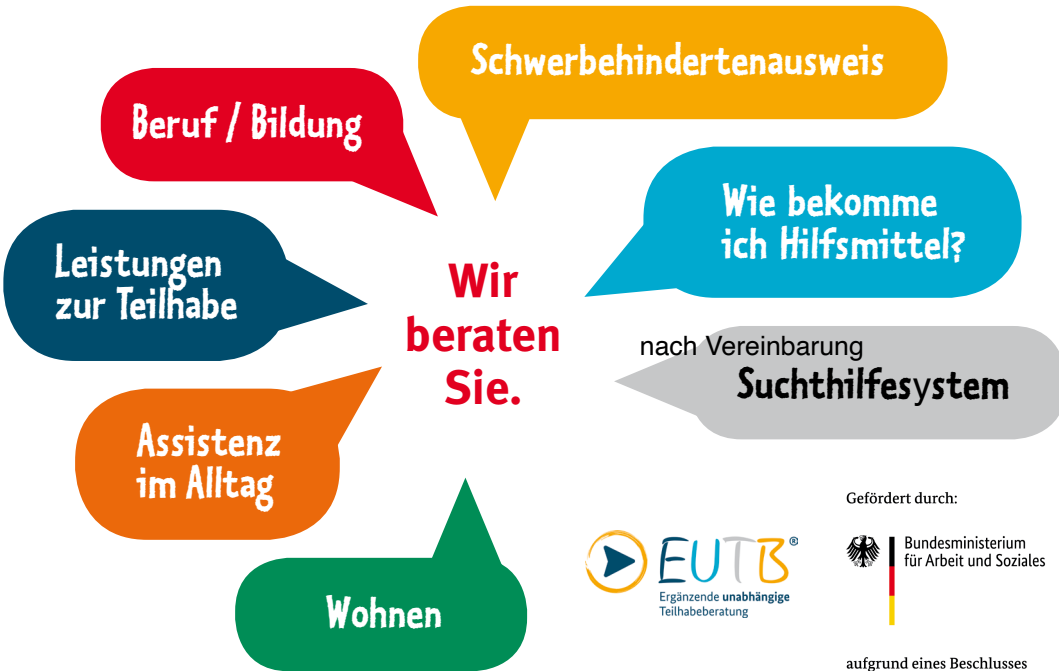 Schwerbehindertenausweis
Beruf / Bildung
Wie bekomme
ich Hilfsmittel?
Leistungen
zur Teilhabe
Wir
beraten
Sie.
nach Vereinbarung
Suchthilfesystem
Assistenz
im Alltag
Wohnen
Gefördert durch:
EUTB®
Ergänzende unabhängige
Teilhabeberatung
Bundesministerium
für Arbeit und Soziales
aufgrund eines Beschlusses